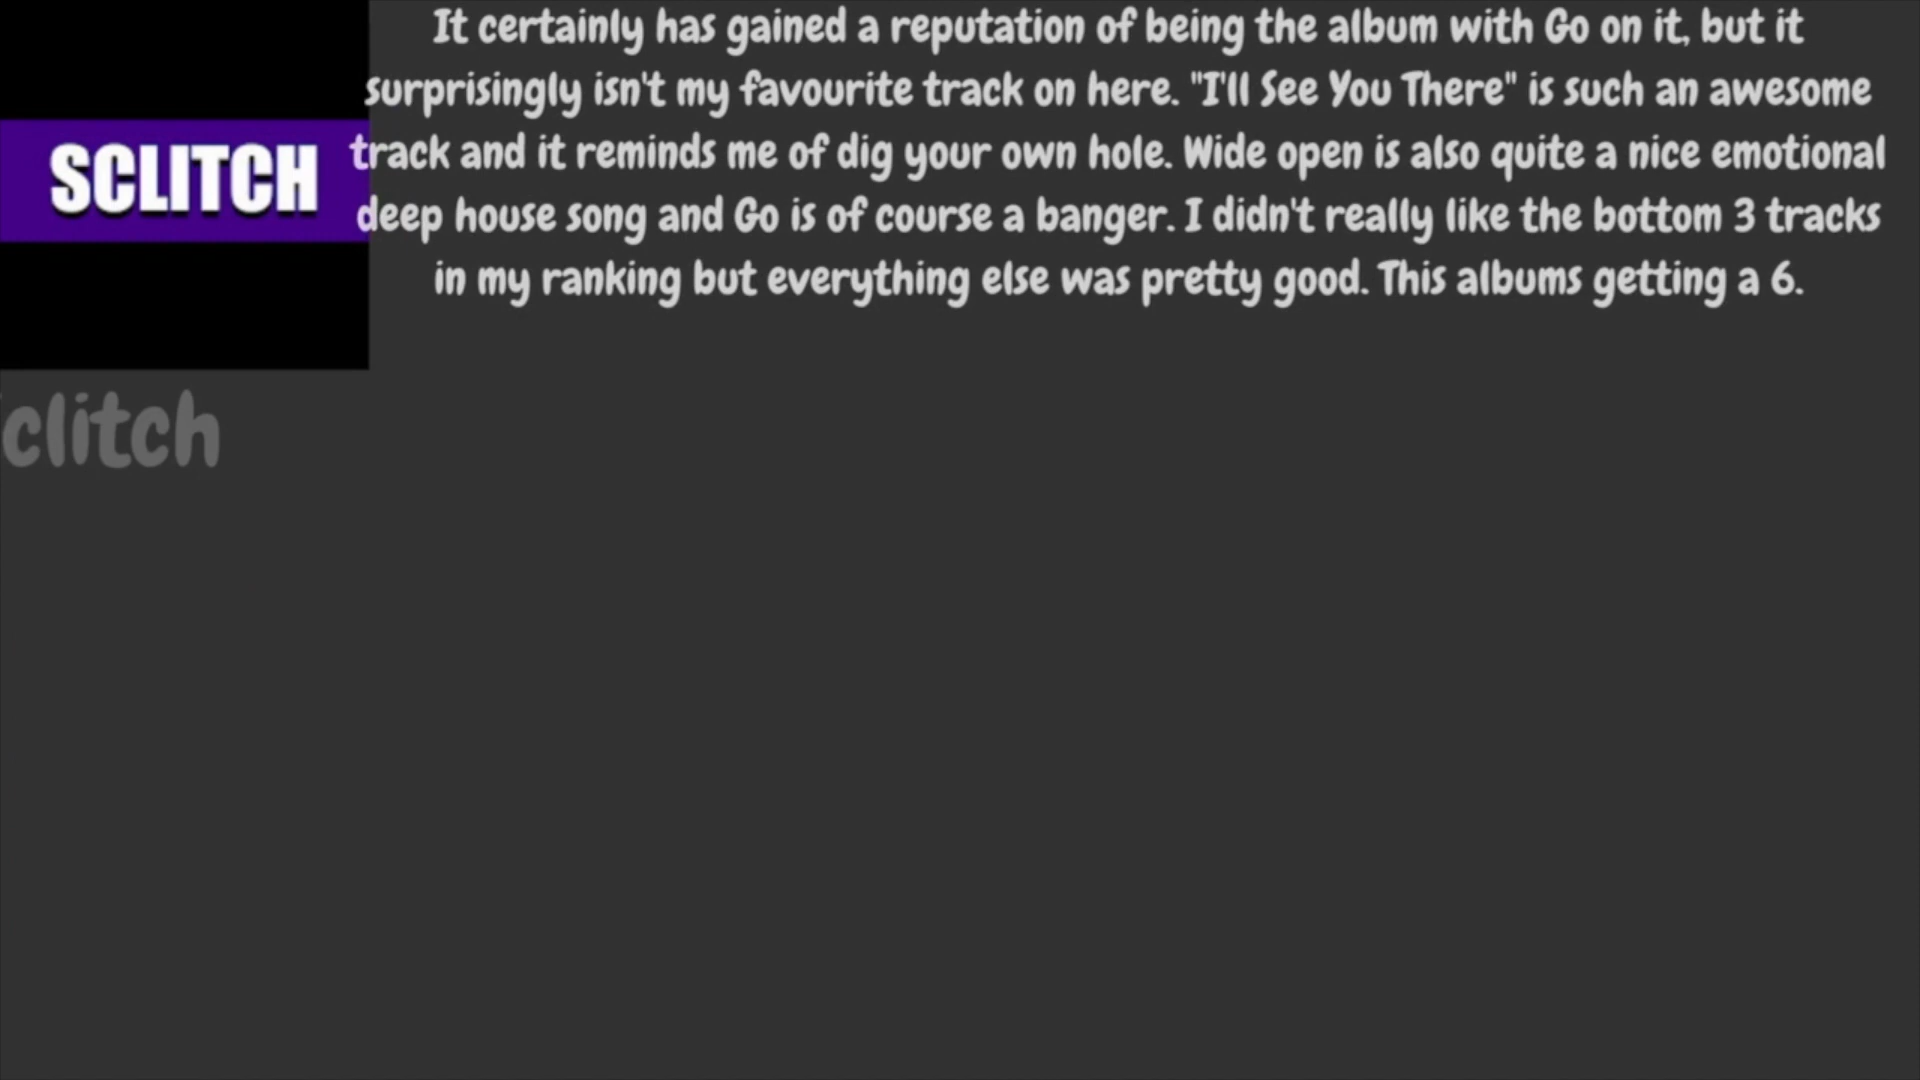 It certainly has gained a reputation of being the album with Go on it, but it
surprisingly isn't my favourite track on here. "I'll See You There" is such an awesome
track and it reminds me of dig your own hole. Wide open is also quite a nice emotional
deep house song and Go is of course a banger. I didn't really like the bottom 3 tracks
in my ranking but everything else was pretty good. This albums getting a 6.
SCLITCH
clitch